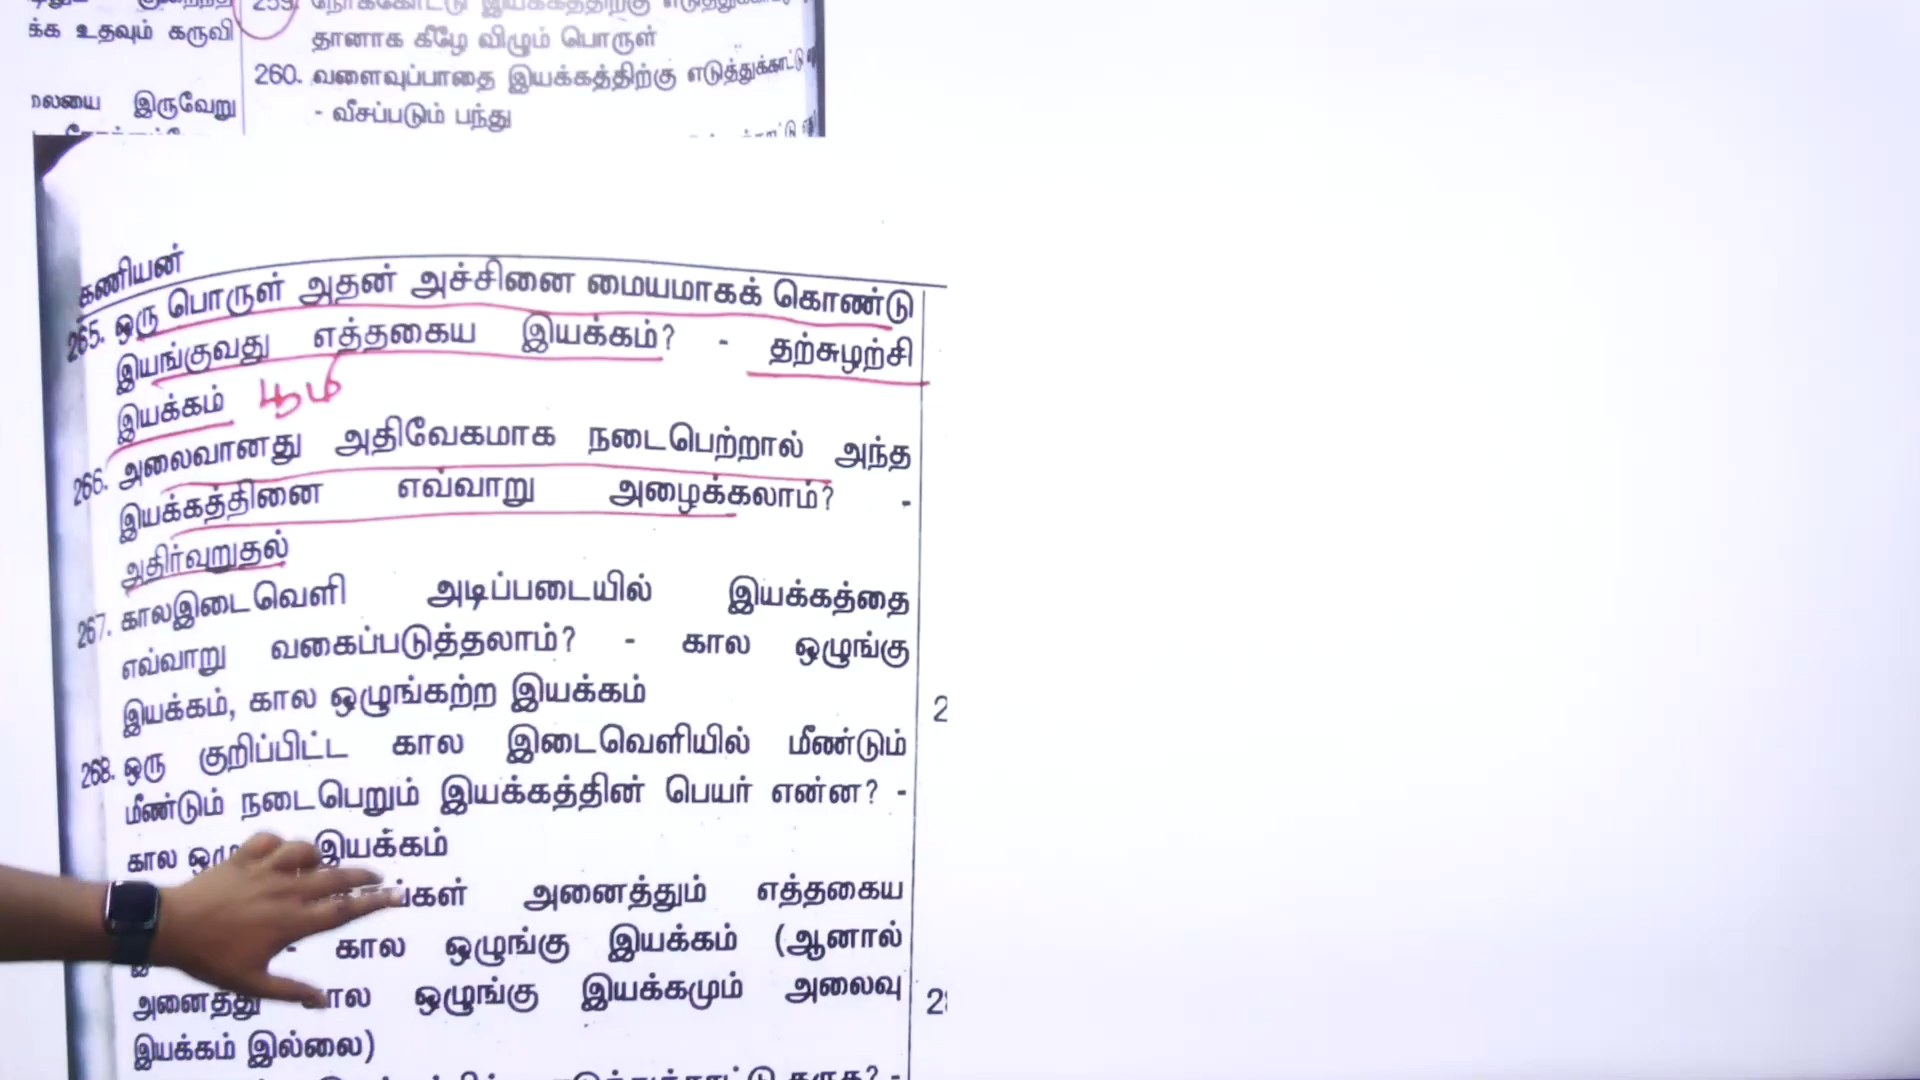 க்க உதவும் கருவி
இருவேறு
259. நேர்க்கோட்டு இயக்கத்திற்கு
தானாக கீழே விழும் பொருள்
260. வளைவுப்பாதை இயக்கத்திற்கு எடுத்துக்காட்டு
- வீசப்படும் பந்து
கணியன்
265. ஒரு பொருள் அதன் அச்சினை மையமாகக் கொண்டு
இயங்குவது எத்தகைய இயக்கம்? - தற்சுழற்சி
இயக்கம் பூமி
266. அலைவானது அதிவேகமாக நடைபெற்றால் அந்த
இயக்கத்தினை எவ்வாறு அழைக்கலாம்? -
அதிர்வுறுதல்
267. காலஇடைவெளி அடிப்படையில் இயக்கத்தை
எவ்வாறு வகைப்படுத்தலாம்? - கால ஒழுங்கு
இயக்கம், கால ஒழுங்கற்ற இயக்கம்
268. ஒரு குறிப்பிட்ட கால இடைவெளியில் மீண்டும்
மீண்டும் நடைபெறும் இயக்கத்தின் பெயர் என்ன? -
கால இயக்கம்
அனைத்தும் எத்தகைய
- கால ஒழுங்கு இயக்கம் (ஆனால்
அனைத்து கால ஒழுங்கு இயக்கமும் அலைவு
இயக்கம் இல்லை)